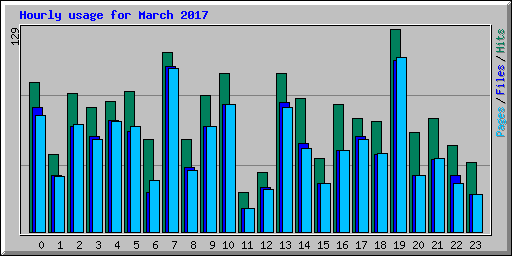 Hourly usage for March 2017
129
Pages/Files/Hits
0 1 2 3 4 5 6 7 8 9 10 11 12 13 14 15 16 17 18 19 20 21 22 23